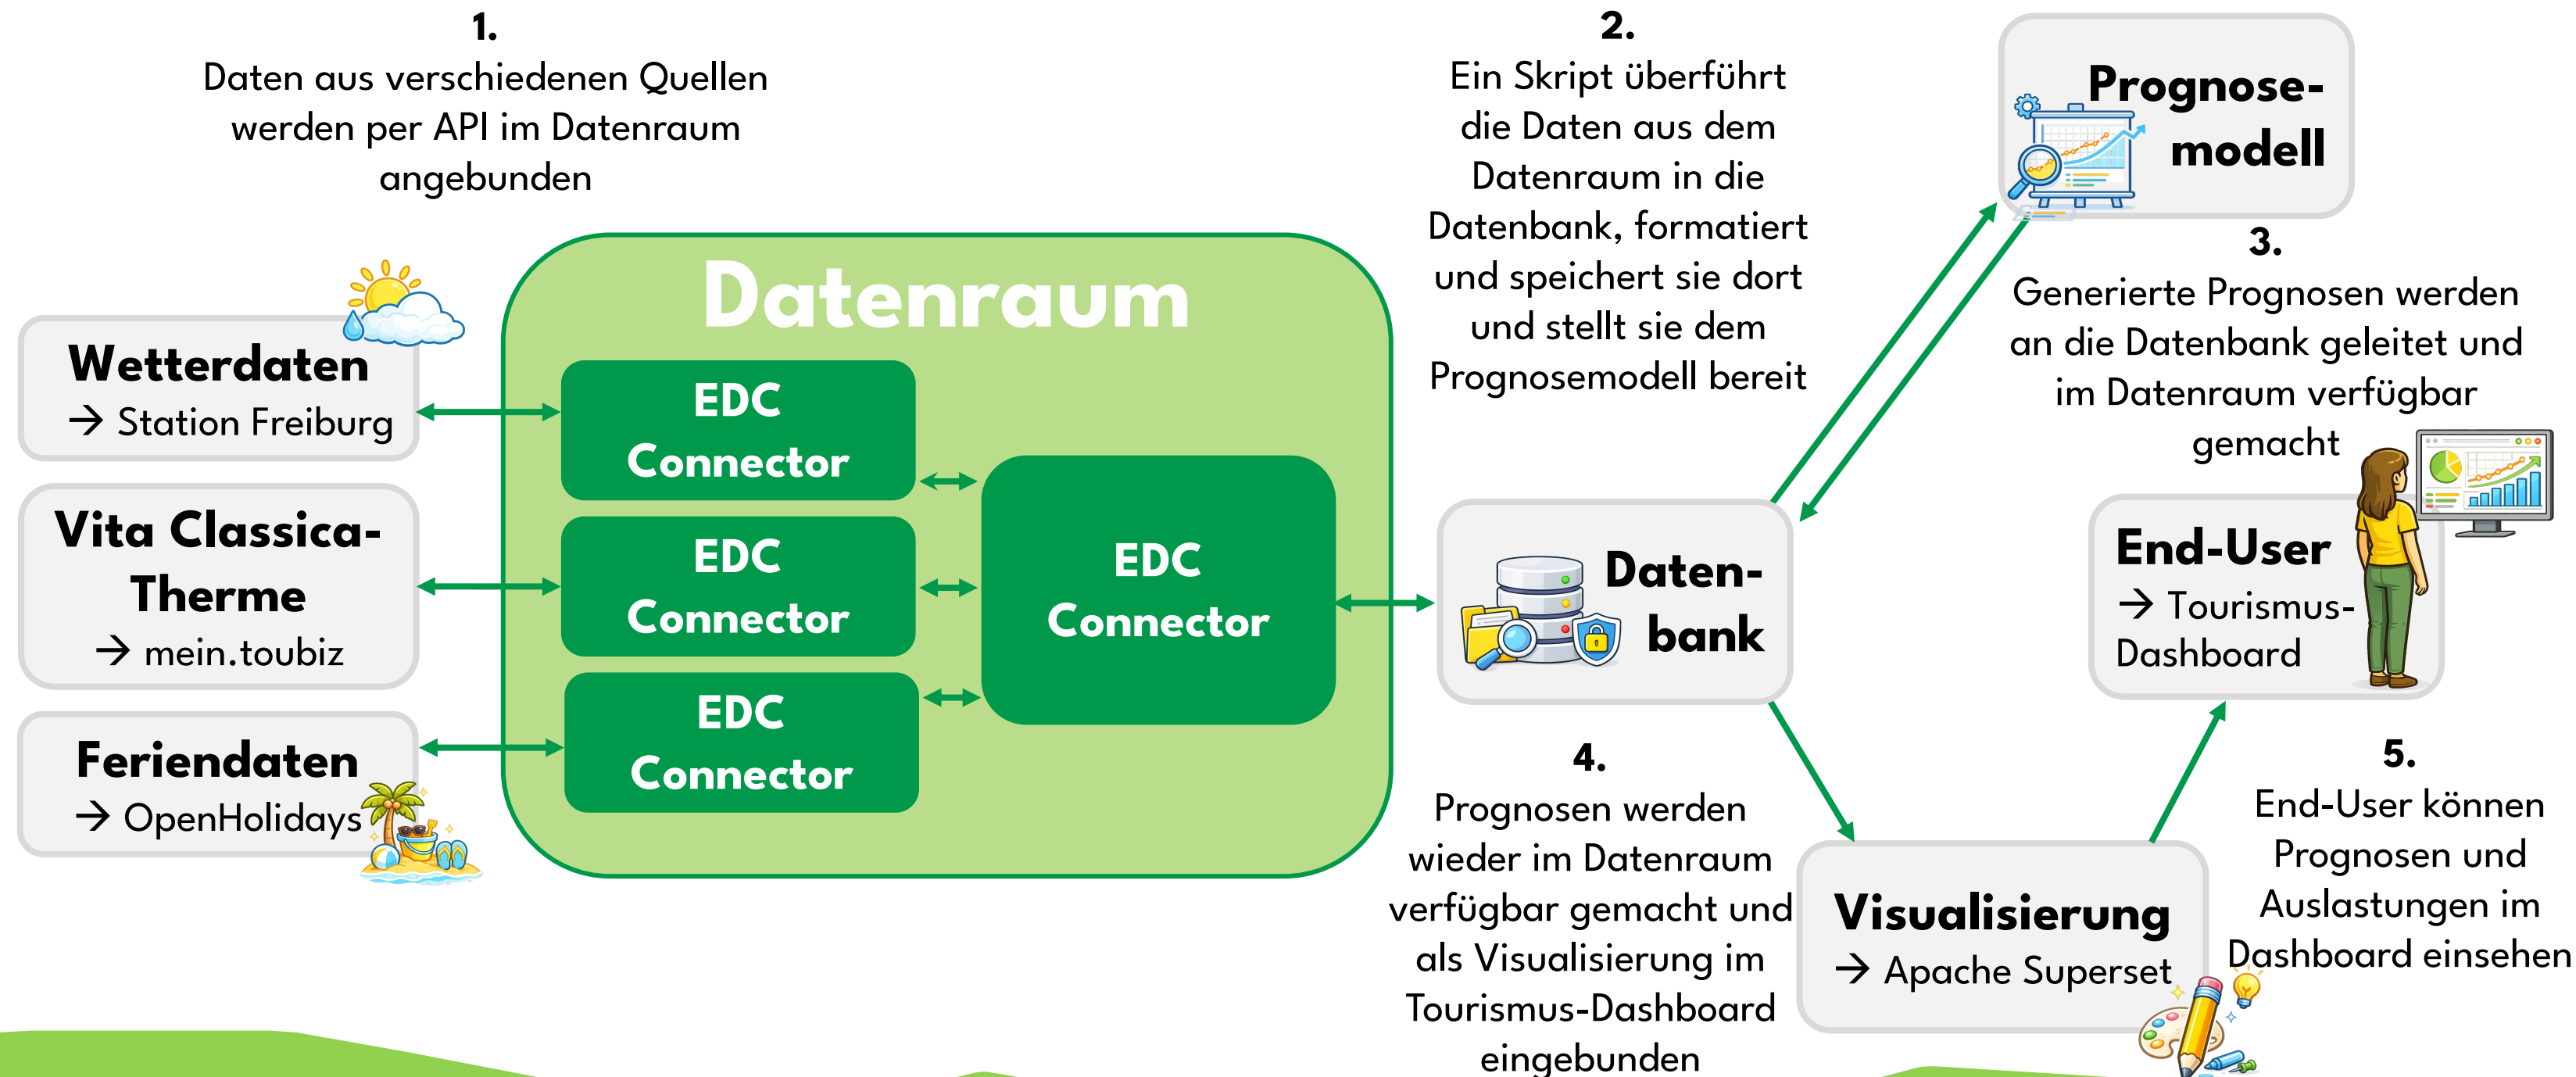 1.
Daten aus verschiedenen Quellen
werden per API im Datenraum
angebunden
2.
Ein Skript überführt
die Daten aus dem
Datenraum in die
Datenbank, formatiert
und speichert sie dort
und stellt sie dem
Prognosemodell bereit
Prognose-
modell
3.
Generierte Prognosen werden
an die Datenbank geleitet und
im Datenraum verfügbar
gemacht
Datenraum
Wetterdaten
→ Station Freiburg
Vita Classica-
Therme
→ mein.toubiz
Feriendaten
→ OpenHolidays
EDC
Connector
EDC
Connector
EDC
Connector
EDC
Connector
Daten-
bank
End-User
→ Tourismus-
Dashboard
4.
Prognosen werden
wieder im Datenraum
verfügbar gemacht und
als Visualisierung im
Tourismus-Dashboard
eingebunden
Visualisierung
→ Apache Superset
5.
End-User können
Prognosen und
Auslastungen im
Dashboard einsehen